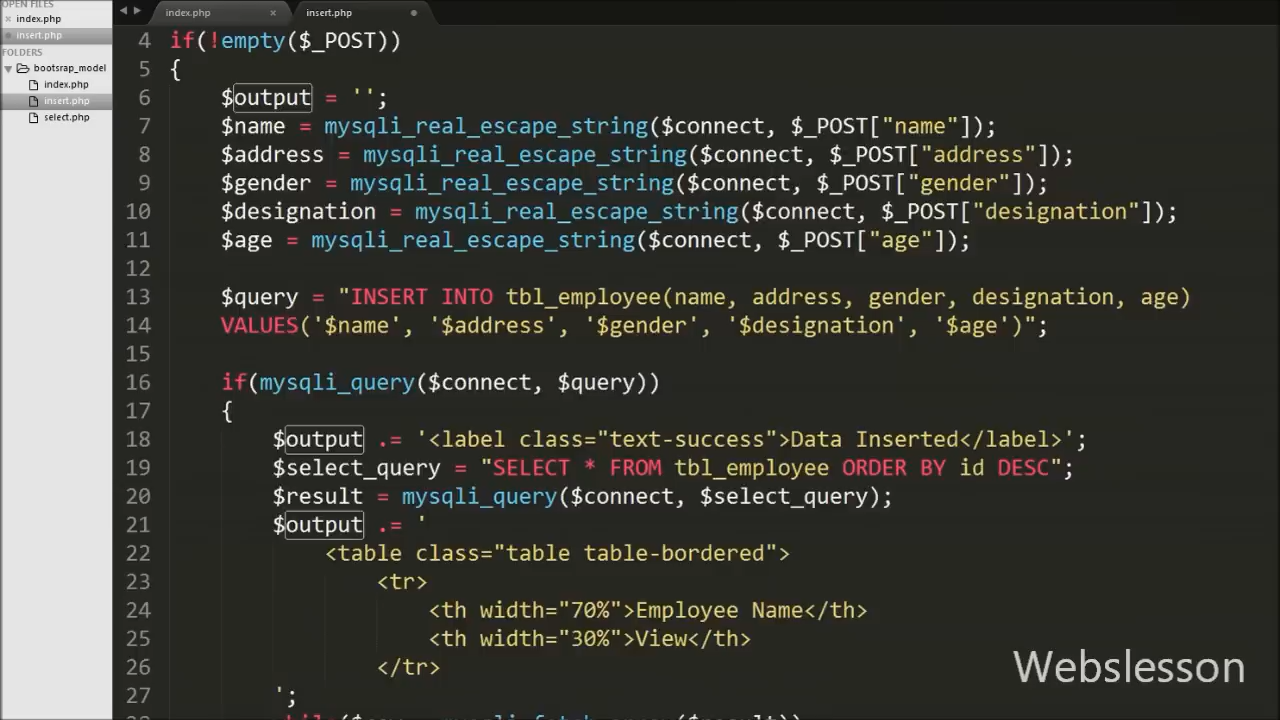 OPEN FILES
index.php
insert.php
FOLDERS
bootsrap_model
index.php
insert.php
select.php
index.php × insert.php
4 if(!empty($_POST))
5 {
6 $output = '';
7 $name = mysqli_real_escape_string($connect, $_POST["name"]);
8 $address = mysqli_real_escape_string($connect, $_POST["address"]);
9 $gender = mysqli_real_escape_string($connect, $_POST["gender"]);
10 $designation = mysqli_real_escape_string($connect, $_POST["designation"]);
11 $age = mysqli_real_escape_string($connect, $_POST["age"]);
12
13 $query = "INSERT INTO tbl_employee(name, address, gender, designation, age)
14 VALUES('$name', '$address', '$gender', '$designation', '$age')";
15
16 if(mysqli_query($connect, $query))
17 {
18 $output .= '<label class="text-success">Data Inserted</label>';
19 $select_query = "SELECT * FROM tbl_employee ORDER BY id DESC";
20 $result = mysqli_query($connect, $select_query);
21 $output .= '
22 <table class="table table-bordered">
23 <tr>
24 <th width="70%">Employee Name</th>
25 <th width="30%">View</th>
26 </tr>
27 ';
Webslesson